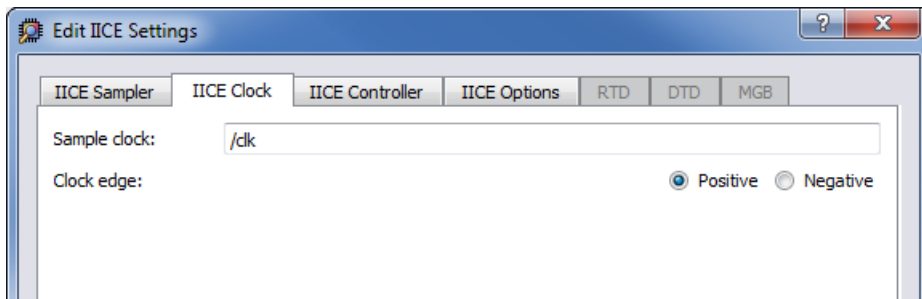 Edit IICE Settings
IICE Sampler IICE Clock IICE Controller IICE Options RTD DTD MGB
Sample clock: /clk
Clock edge: Positive Negative